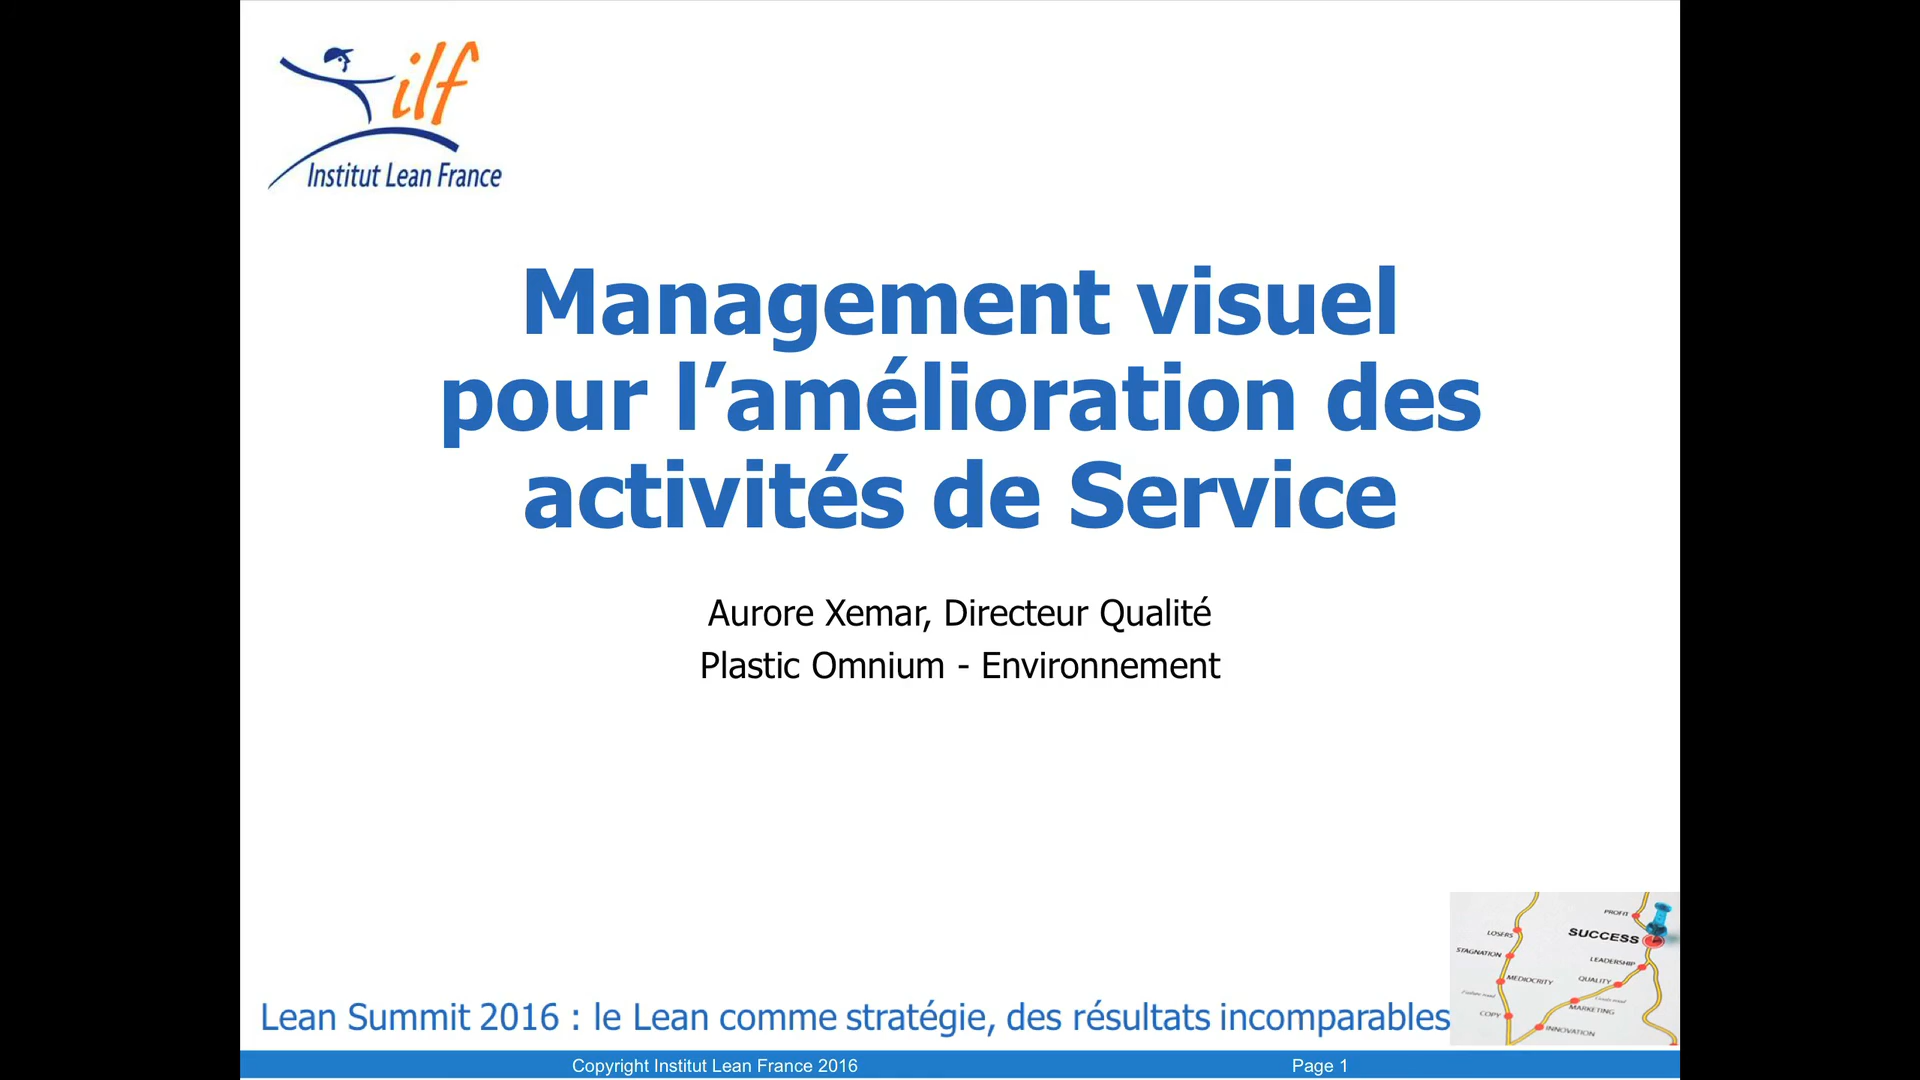 ilf
Institut Lean France
Management visuel
pour l’amélioration des
activités de Service
Aurore Xemar, Directeur Qualité
Plastic Omnium - Environnement
PROFIT
LOSERS
SUCCESS
STAGNATION
LEADERSHIP
MEDIOCRITY
QUALITY
COPY
MARKETING
INNOVATION
Lean Summit 2016 : le Lean comme stratégie, des résultats incomparables
Copyright Institut Lean France 2016
Page 1